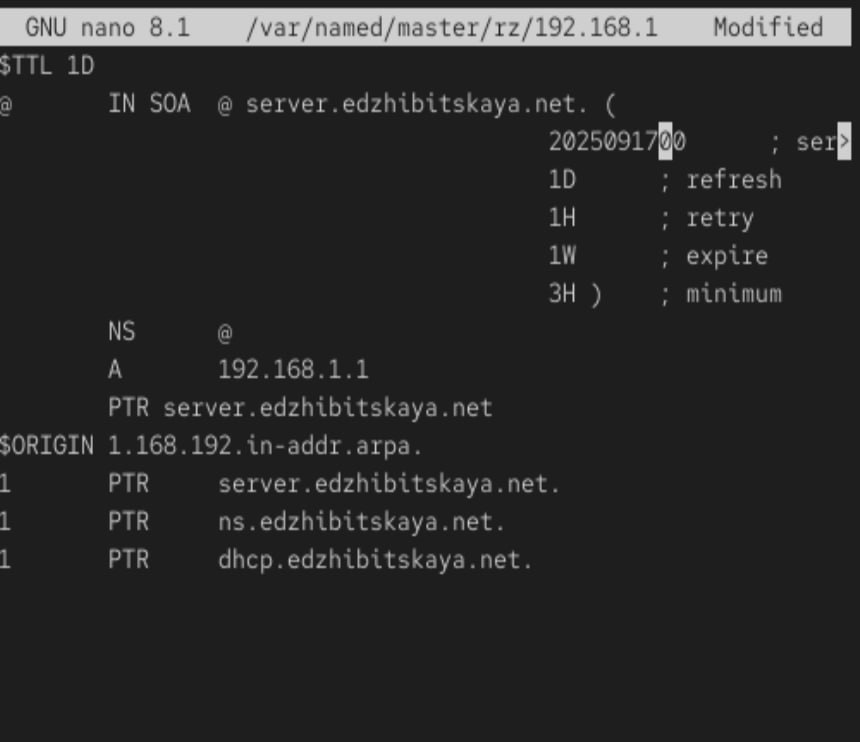 GNU nano 8.1 /var/named/master/rz/192.168.1 Modified
$TTL 1D
@ IN SOA @ server.edzhibitskaya.net. (
2025091700 ; ser>
1D ; refresh
1H ; retry
1W ; expire
3H ) ; minimum
NS @
A 192.168.1.1
PTR server.edzhibitskaya.net
$ORIGIN 1.168.192.in-addr.arpa.
1 PTR server.edzhibitskaya.net.
1 PTR ns.edzhibitskaya.net.
1 PTR dhcp.edzhibitskaya.net.